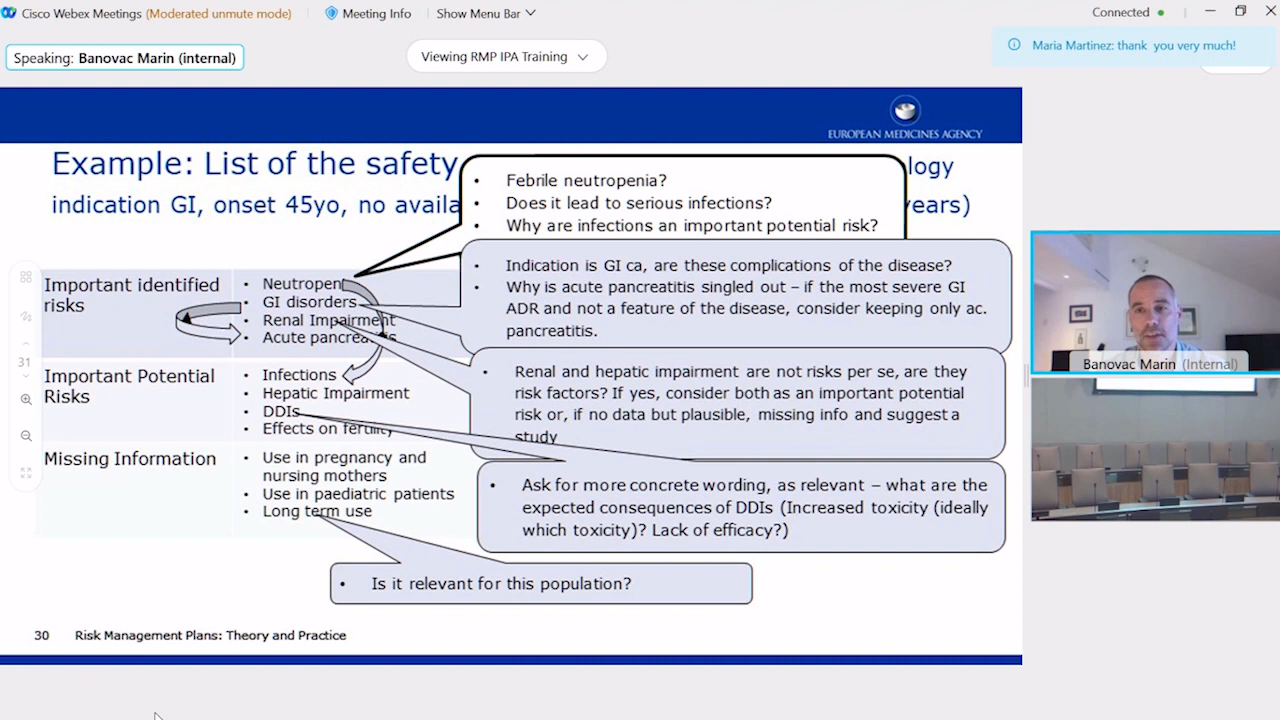 Cisco Webex Meetings (Moderated unmute mode)
Meeting Info
Show Menu Bar
Connected
Speaking: Banovac Marin (internal)
Viewing RMP IPA Training
Maria Martinez: thank you very much!
EUROPEAN MEDICINES AGENCY
Example: List of the safety
logy
indication GI, onset 45yo, no availa
years)
• Febrile neutropenia?
• Does it lead to serious infections?
• Why are infections an important potential risk?
• Indication is GI ca, are these complications of the disease?
• Why is acute pancreatitis singled out – if the most severe GI
ADR and not a feature of the disease, consider keeping only ac.
pancreatitis.
• Renal and hepatic impairment are not risks per se, are they
risk factors? If yes, consider both as an important potential
risk or, if no data but plausible, missing info and suggest a
study
• Ask for more concrete wording, as relevant – what are the
expected consequences of DDIs (Increased toxicity (ideally
which toxicity)? Lack of efficacy?)
• Is it relevant for this population?
Important identified
risks
• Neutropen
• GI disorders
• Renal Impairment
• Acute pancreatitis
Important Potential
Risks
• Infections
• Hepatic Impairment
• DDIs
• Effects on fertility
Missing Information
• Use in pregnancy and
nursing mothers
• Use in paediatric patients
• Long term use
31
30 Risk Management Plans: Theory and Practice
Banovac Marin (Internal)